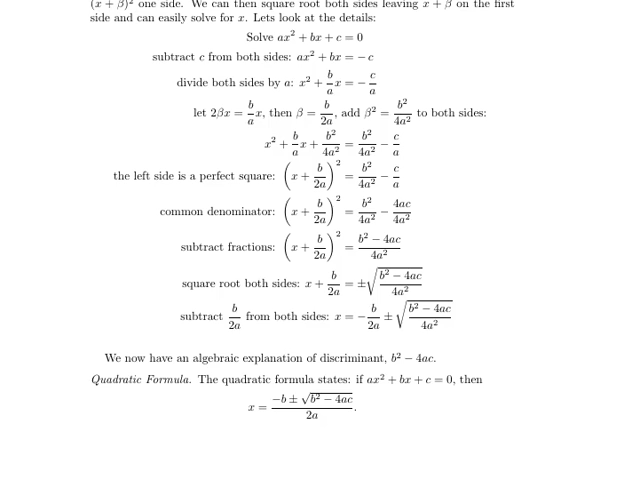 (x + β)² one side. We can then square root both sides leaving x + β on the first
side and can easily solve for x. Lets look at the details:
Solve ax² + bx + c = 0
subtract c from both sides: ax² + bx = −c
divide both sides by a: x² + b/a x = − c/a
let 2βx = b/a x, then β = b/2a, add β² = b²/4a² to both sides:
x² + b/a x + b²/4a² = b²/4a² − c/a
the left side is a perfect square: (x + b/2a)² = b²/4a² − c/a
common denominator: (x + b/2a)² = b²/4a² − 4ac/4a²
subtract fractions: (x + b/2a)² = b² − 4ac/4a²
square root both sides: x + b/2a = ±√(b² − 4ac/4a²)
subtract b/2a from both sides: x = − b/2a ± √(b² − 4ac/4a²)
We now have an algebraic explanation of discriminant, b² − 4ac.
Quadratic Formula. The quadratic formula states: if ax² + bx + c = 0, then
x = −b ± √(b² − 4ac)/2a.